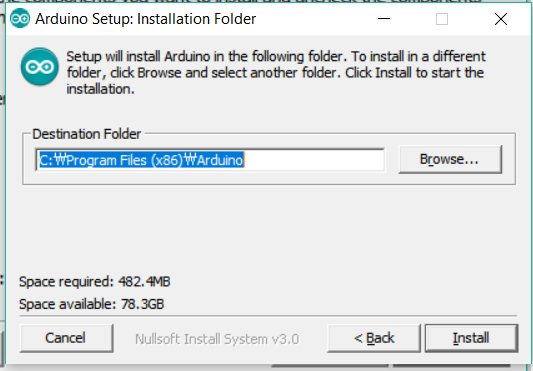 Arduino Setup: Installation Folder
Setup will install Arduino in the following folder. To install in a different
folder, click Browse and select another folder. Click Install to start the
installation.
Destination Folder
C:₩Program Files (x86)₩Arduino
Browse...
Space required: 482.4MB
Space available: 78.3GB
Cancel
Nullsoft Install System v3.0
< Back
Install